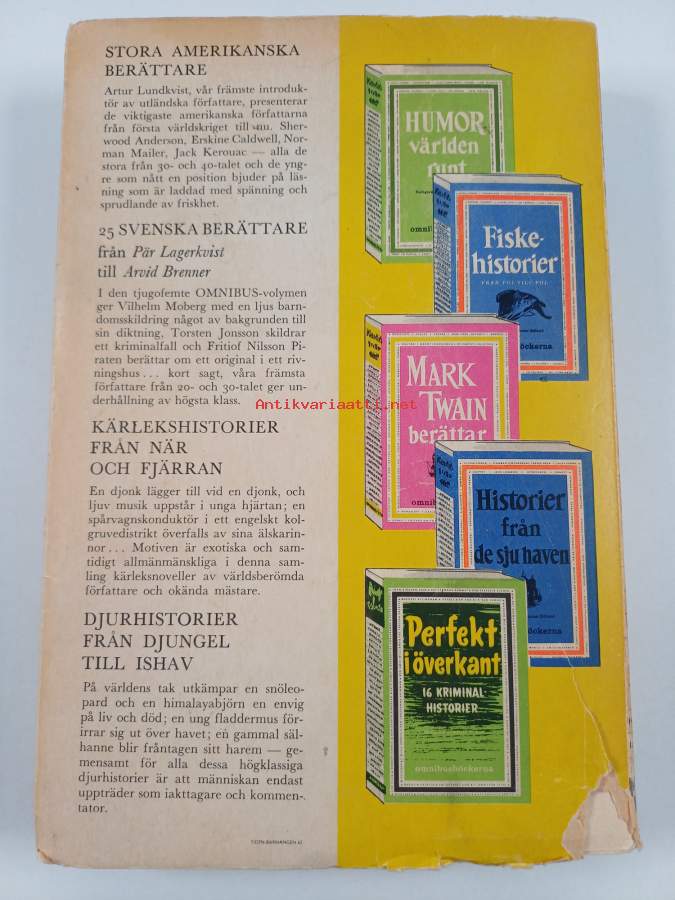 STORA AMERIKANSKA
BERÄTTARE
Artur Lundkvist, vår främste introduk-
tör av utländska författare, presenterar
de viktigaste amerikanska författarna
från första världskriget till nu. Sher-
wood Anderson, Erskine Caldwell, Nor-
man Mailer, Jack Kerouac — alla de
stora från 30- och 40-talet och de yng-
re som nått en position bjuder på läs-
ning som är laddad med spänning och
sprudlande av friskhet.
25 SVENSKA BERÄTTARE
från Pär Lagerkvist
till Arvid Brenner
I den tjugofemte OMNIBUS-volymen
ger Vilhelm Moberg med en ljus barn-
domsskildring något av bakgrunden till
sin diktning, Torsten Jonsson skildrar
ett kriminalfall och Fritiof Nilsson Pi-
raten berättar om ett original i ett riv-
ningshus... kort sagt, våra främsta
författare från 20- och 30-talet ger un-
derhållning av högsta klass.
KÄRLEKSHISTORIER
FRÅN NÄR
OCH FJÄRRAN
En djonk lägger till vid en djonk, och
ljuv musik uppstår i unga hjärtan; en
spårvagnskonduktör i ett engelskt kol-
gruvedistrikt överfalls av sina älskarin-
nor... Motiven är exotiska och sam-
tidigt allmänmänskliga i denna sam-
ling kärleksnoveller av världsberömda
författare och okända mästare.
DJURHISTORIER
FRÅN DJUNGEL
TILL ISHAV
På världens tak utkämpar en snöleo-
pard och en himalayabjörn en envig
på liv och död; en ung fladdermus för-
irrar sig ut över havet; en gammal säl-
hanne blir fråntagen sitt harem — ge-
mensamt för alla dessa högklassiga
djurhistorier är att människan endast
uppträder som iakttagare och kommen-
tator.
HUMOR
världen
runt
Fiske-
historier
FRÅN POL TILL POL
böckerna
MARK
TWAIN
berättar
Historier
från
de sju haven
böckerna
Perfekt
i överkant
16 KRIMINAL
HISTORIER
omnibusböckerna
Antikvariaatti.net